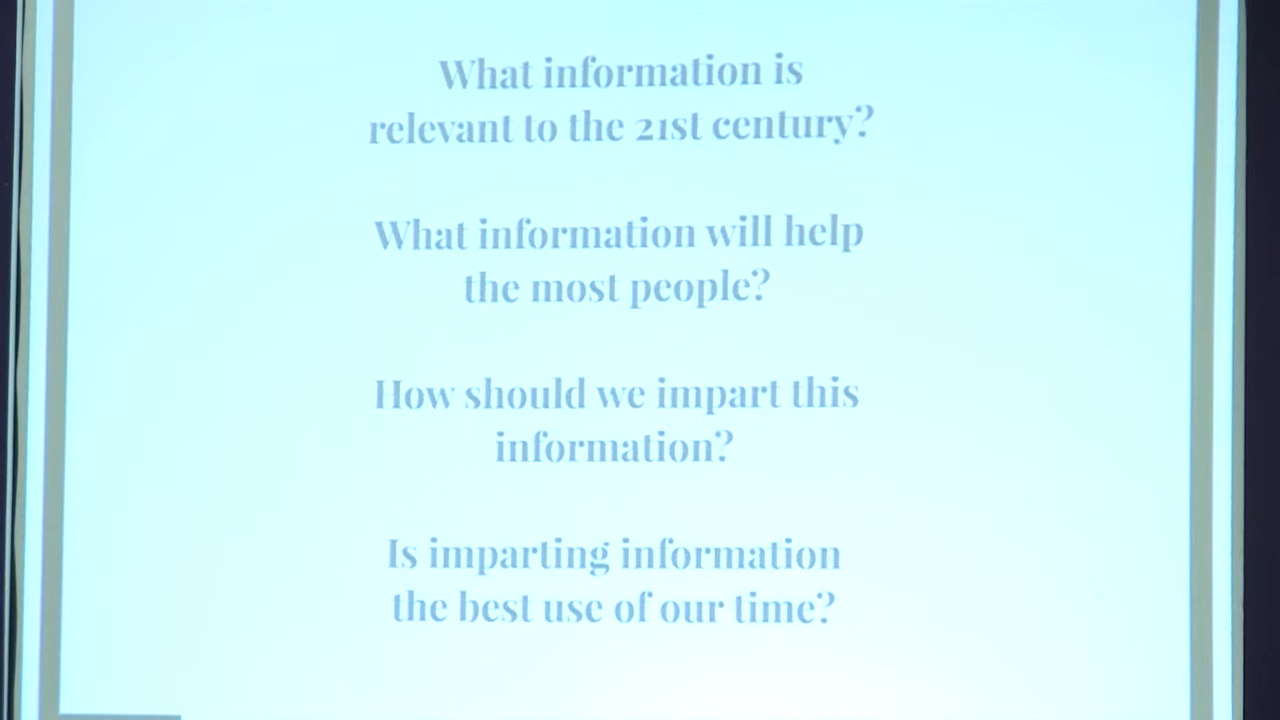 What information is
relevant to the 21st century?
What information will help
the most people?
How should we impart this
information?
Is imparting information
the best use of our time?